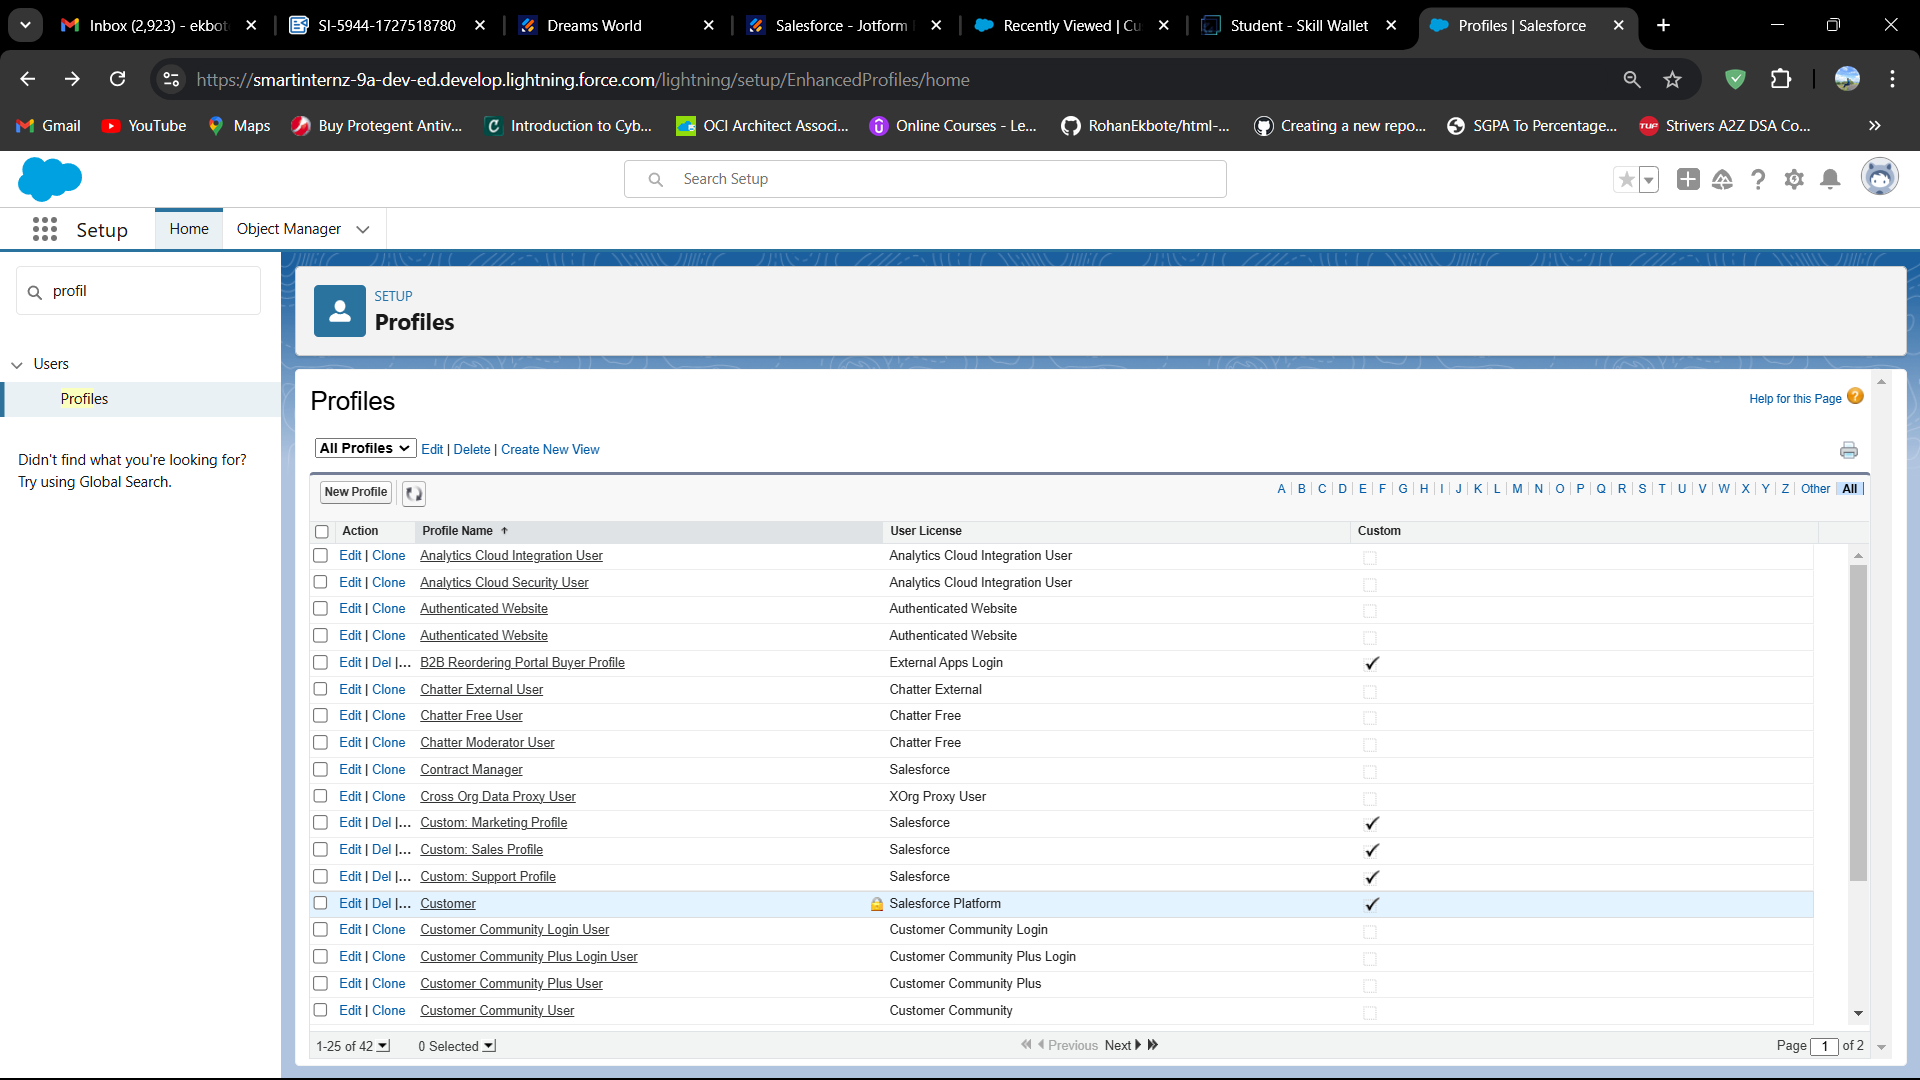 Inbox (2,923) - ekbot
SI-5944-1727518780
Dreams World
Salesforce - Jotform
Recently Viewed | Cu
Student - Skill Wallet
Profiles | Salesforce
https://smartinternz-9a-dev-ed.develop.lightning.force.com/lightning/setup/EnhancedProfiles/home
Gmail
YouTube
Maps
Buy Protegent Antiv...
Introduction to Cyb...
OCI Architect Associ...
Online Courses - Le...
RohanEkbote/html-...
Creating a new repo...
SGPA To Percentage...
TUF
Strivers A2Z DSA Co...
Search Setup
Setup
Home
Object Manager
profil
Users
Profiles
Didn't find what you're looking for?
Try using Global Search.
SETUP
Profiles
Profiles
Help for this Page
All Profiles
Edit | Delete | Create New View
New Profile
A | B | C | D | E | F | G | H | I | J | K | L | M | N | O | P | Q | R | S | T | U | V | W | X | Y | Z | Other | All
Action Profile Name User License Custom
Edit | Clone Analytics Cloud Integration User Analytics Cloud Integration User
Edit | Clone Analytics Cloud Security User Analytics Cloud Integration User
Edit | Clone Authenticated Website Authenticated Website
Edit | Clone Authenticated Website Authenticated Website
Edit | Del |... B2B Reordering Portal Buyer Profile External Apps Login
Edit | Clone Chatter External User Chatter External
Edit | Clone Chatter Free User Chatter Free
Edit | Clone Chatter Moderator User Chatter Free
Edit | Clone Contract Manager Salesforce
Edit | Clone Cross Org Data Proxy User XOrg Proxy User
Edit | Del |... Custom: Marketing Profile Salesforce
Edit | Del |... Custom: Sales Profile Salesforce
Edit | Del |... Custom: Support Profile Salesforce
Edit | Del |... Customer Salesforce Platform
Edit | Clone Customer Community Login User Customer Community Login
Edit | Clone Customer Community Plus Login User Customer Community Plus Login
Edit | Clone Customer Community Plus User Customer Community Plus
Edit | Clone Customer Community User Customer Community
1-25 of 42 0 Selected Previous Next Page 1 of 2